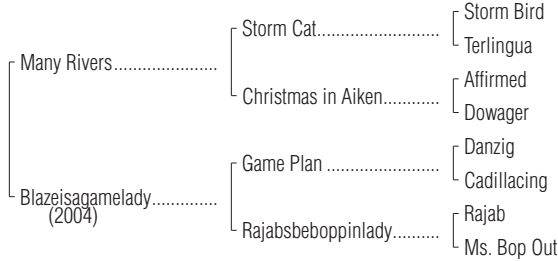 Storm Bird
Storm Cat
Terlingua
Many Rivers
Affirmed
Christmas in Aiken
Dowager
Danzig
Game Plan
Cadillacing
Blazeisagamelady
(2004)
Rajab
Rajabsbeboppinlady
Ms. Bop Out